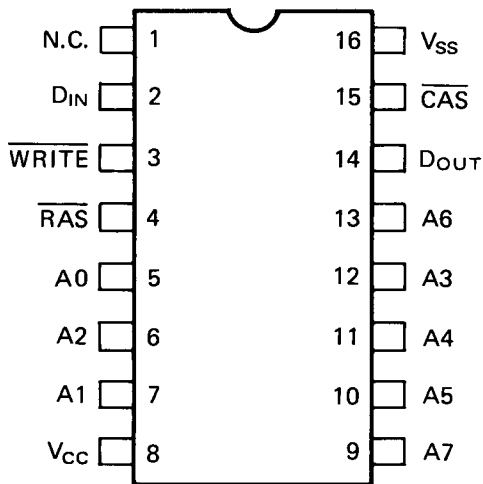 N.C. 1 16 VSS
DIN 2 15 CAS
WRITE 3 14 DOUT
RAS 4 13 A6
A0 5 12 A3
A2 6 11 A4
A1 7 10 A5
VCC 8 9 A7